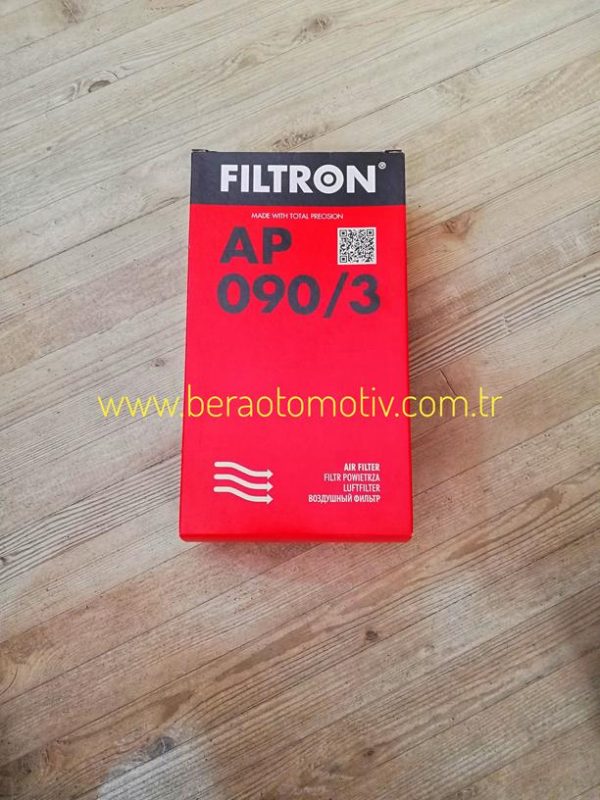 FILTRON®
MADE WITH TOTAL PRECISION
AP
090/3
www.beraotomotiv.com.tr
AIR FILTER
FILTR POWIETRZA
LUFTFILTER
ВОЗДУШНЫЙ ФИЛЬТР